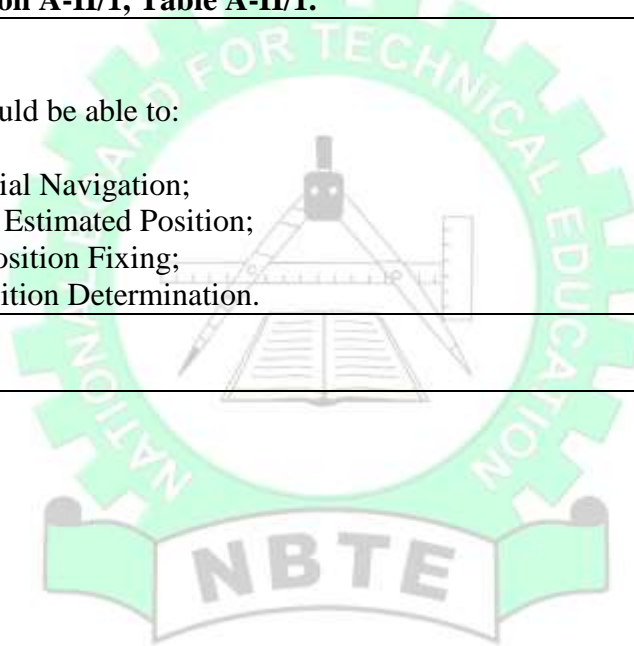 on A-II/1, Table A-II/1.
uld be able to:
ial Navigation;
Estimated Position;
osition Fixing;
ition Determination.
NATIONAL BOARD FOR TECHNICAL EDUCATION
NBTE